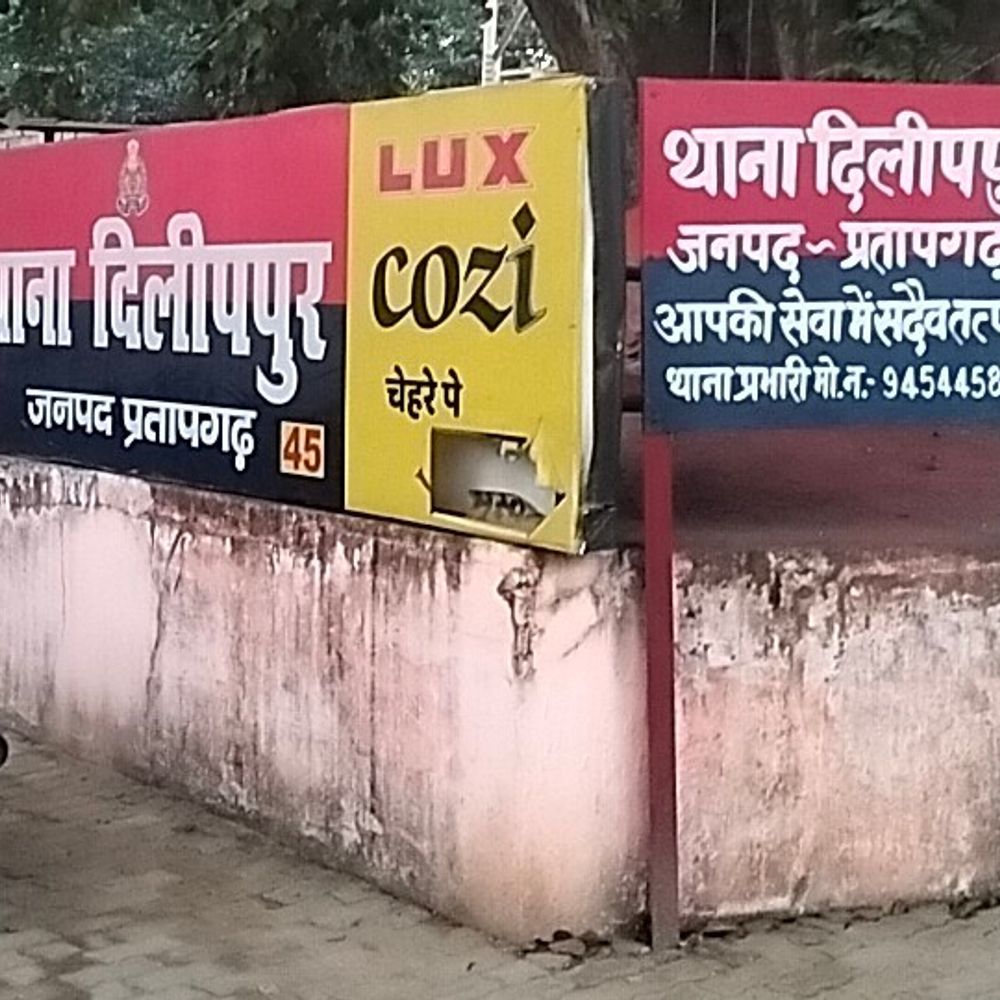 थाना दिलीपपुर
जनपद प्रतापगढ़
45
LUX
cozi
चेहरे पे
थाना दिलीपपु
जनपद~प्रतापगढ़
आपकी सेवा में सदैव तत्प
थाना प्रभारी मो.न.- 9454458